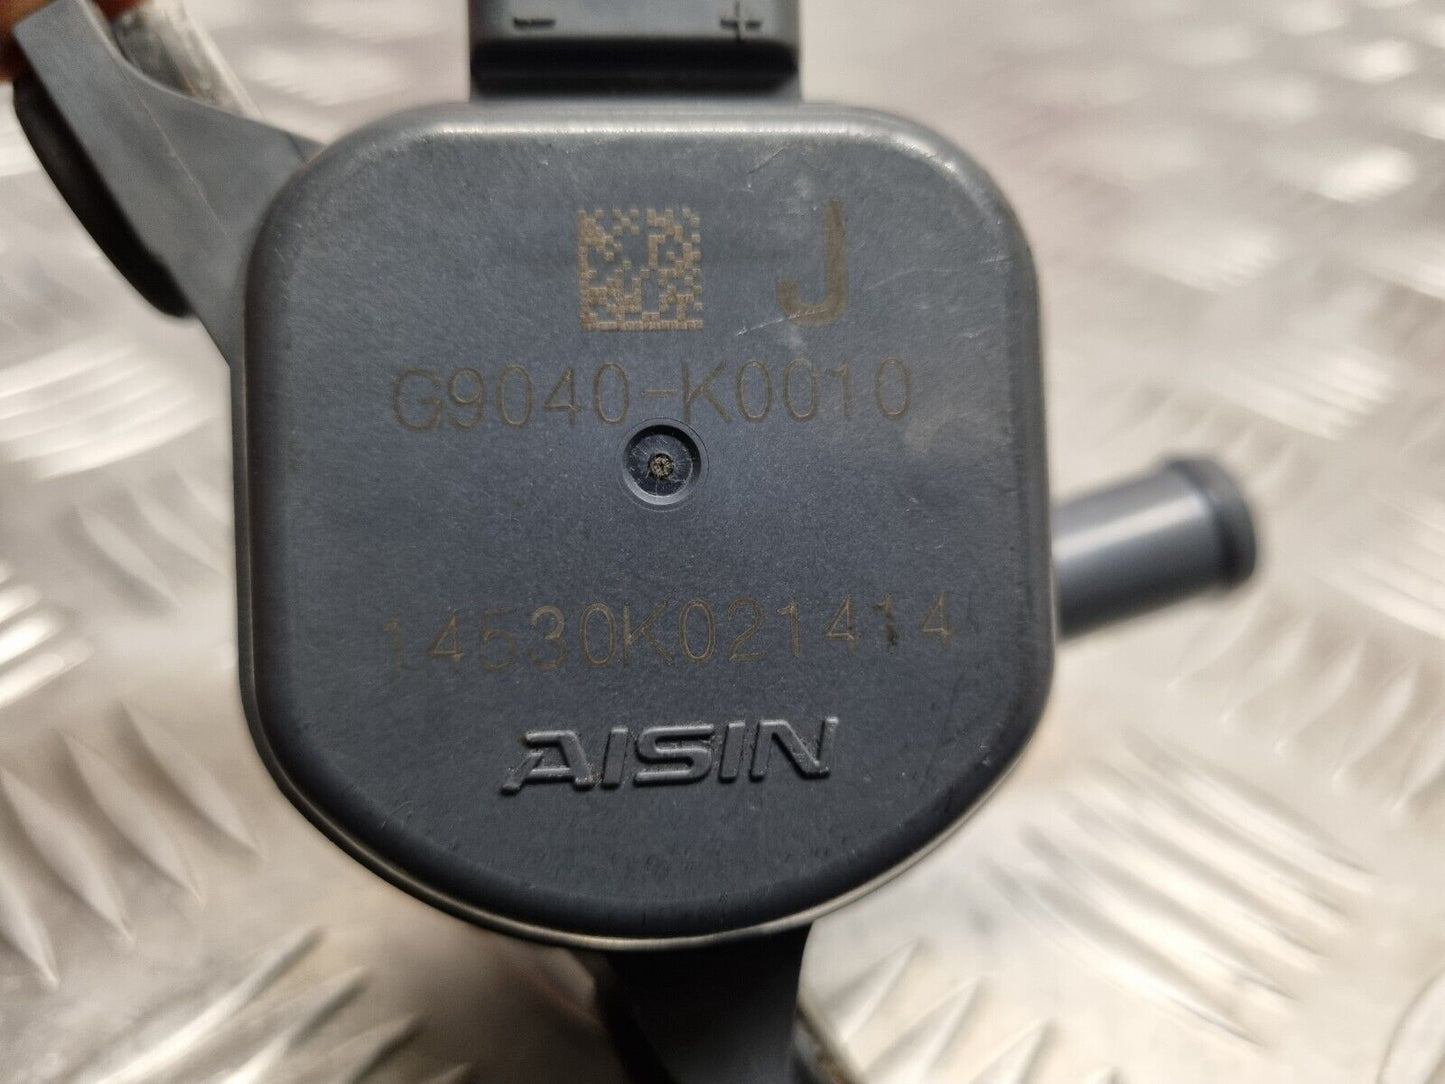 - +
J
G9040-K0010
14530K021414
AISIN